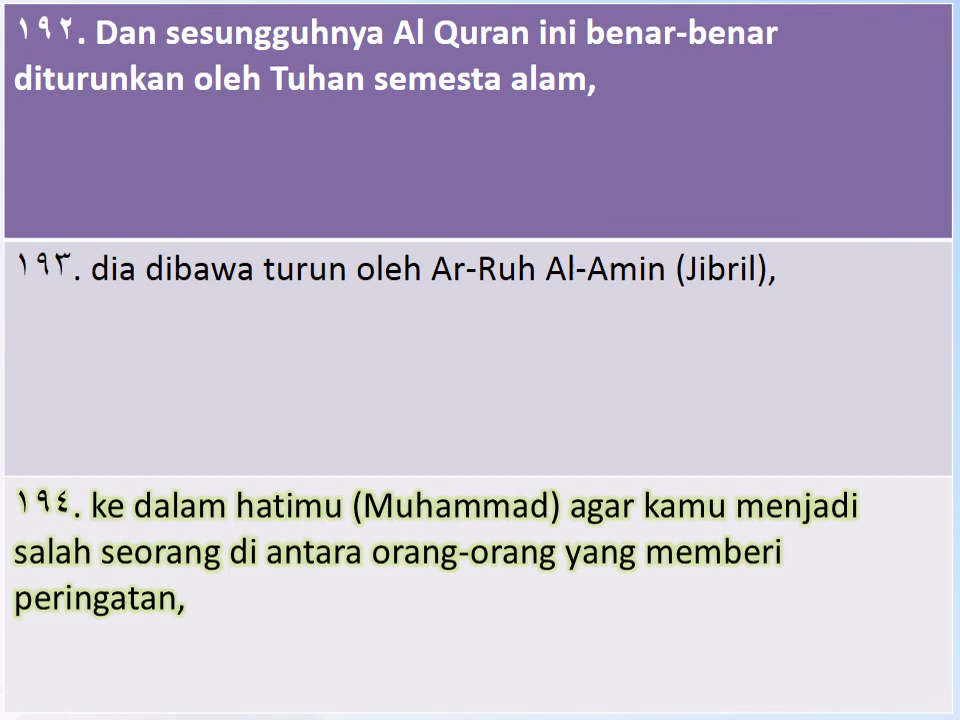 ١٩٢. Dan sesungguhnya Al Quran ini benar-benar
diturunkan oleh Tuhan semesta alam,
١٩٣. dia dibawa turun oleh Ar-Ruh Al-Amin (Jibril),
١٩٤. ke dalam hatimu (Muhammad) agar kamu menjadi
salah seorang di antara orang-orang yang memberi
peringatan,